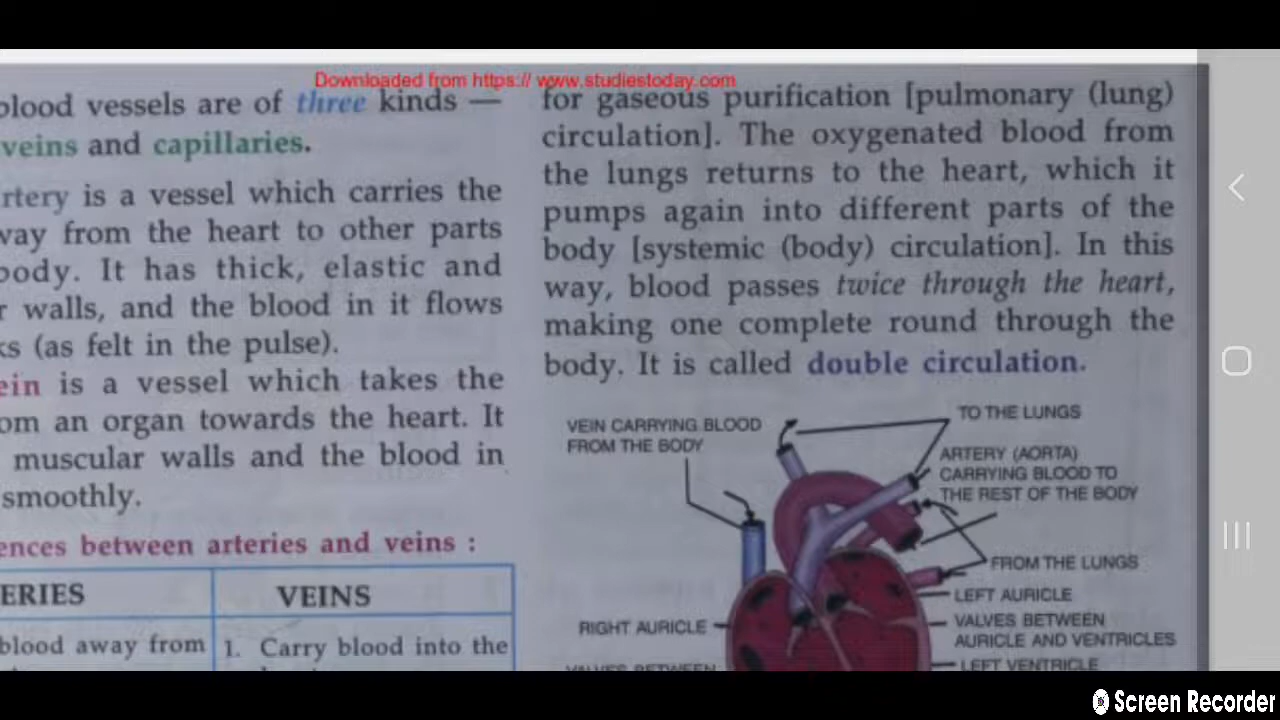 Downloaded from https:// www.studiestoday.com
blood vessels are of three kinds —
veins and capillaries.
rtery is a vessel which carries the
way from the heart to other parts
body. It has thick, elastic and
r walls, and the blood in it flows
ks (as felt in the pulse).
ein is a vessel which takes the
om an organ towards the heart. It
muscular walls and the blood in
smoothly.
ences between arteries and veins :
ERIES
VEINS
blood away from
1. Carry blood into the
for gaseous purification [pulmonary (lung)
circulation]. The oxygenated blood from
the lungs returns to the heart, which it
pumps again into different parts of the
body [systemic (body) circulation]. In this
way, blood passes twice through the heart,
making one complete round through the
body. It is called double circulation.
VEIN CARRYING BLOOD
FROM THE BODY
TO THE LUNGS
ARTERY (AORTA)
CARRYING BLOOD TO
THE REST OF THE BODY
FROM THE LUNGS
LEFT AURICLE
RIGHT AURICLE
VALVES BETWEEN
AURICLE AND VENTRICLES
VALVES BETWEEN
LEFT VENTRICLE
Screen Recorder